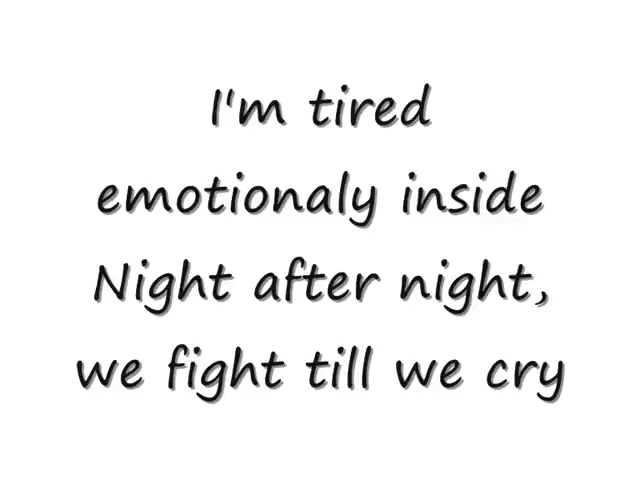 I'm tired
emotionaly inside
Night after night,
we fight till we cry